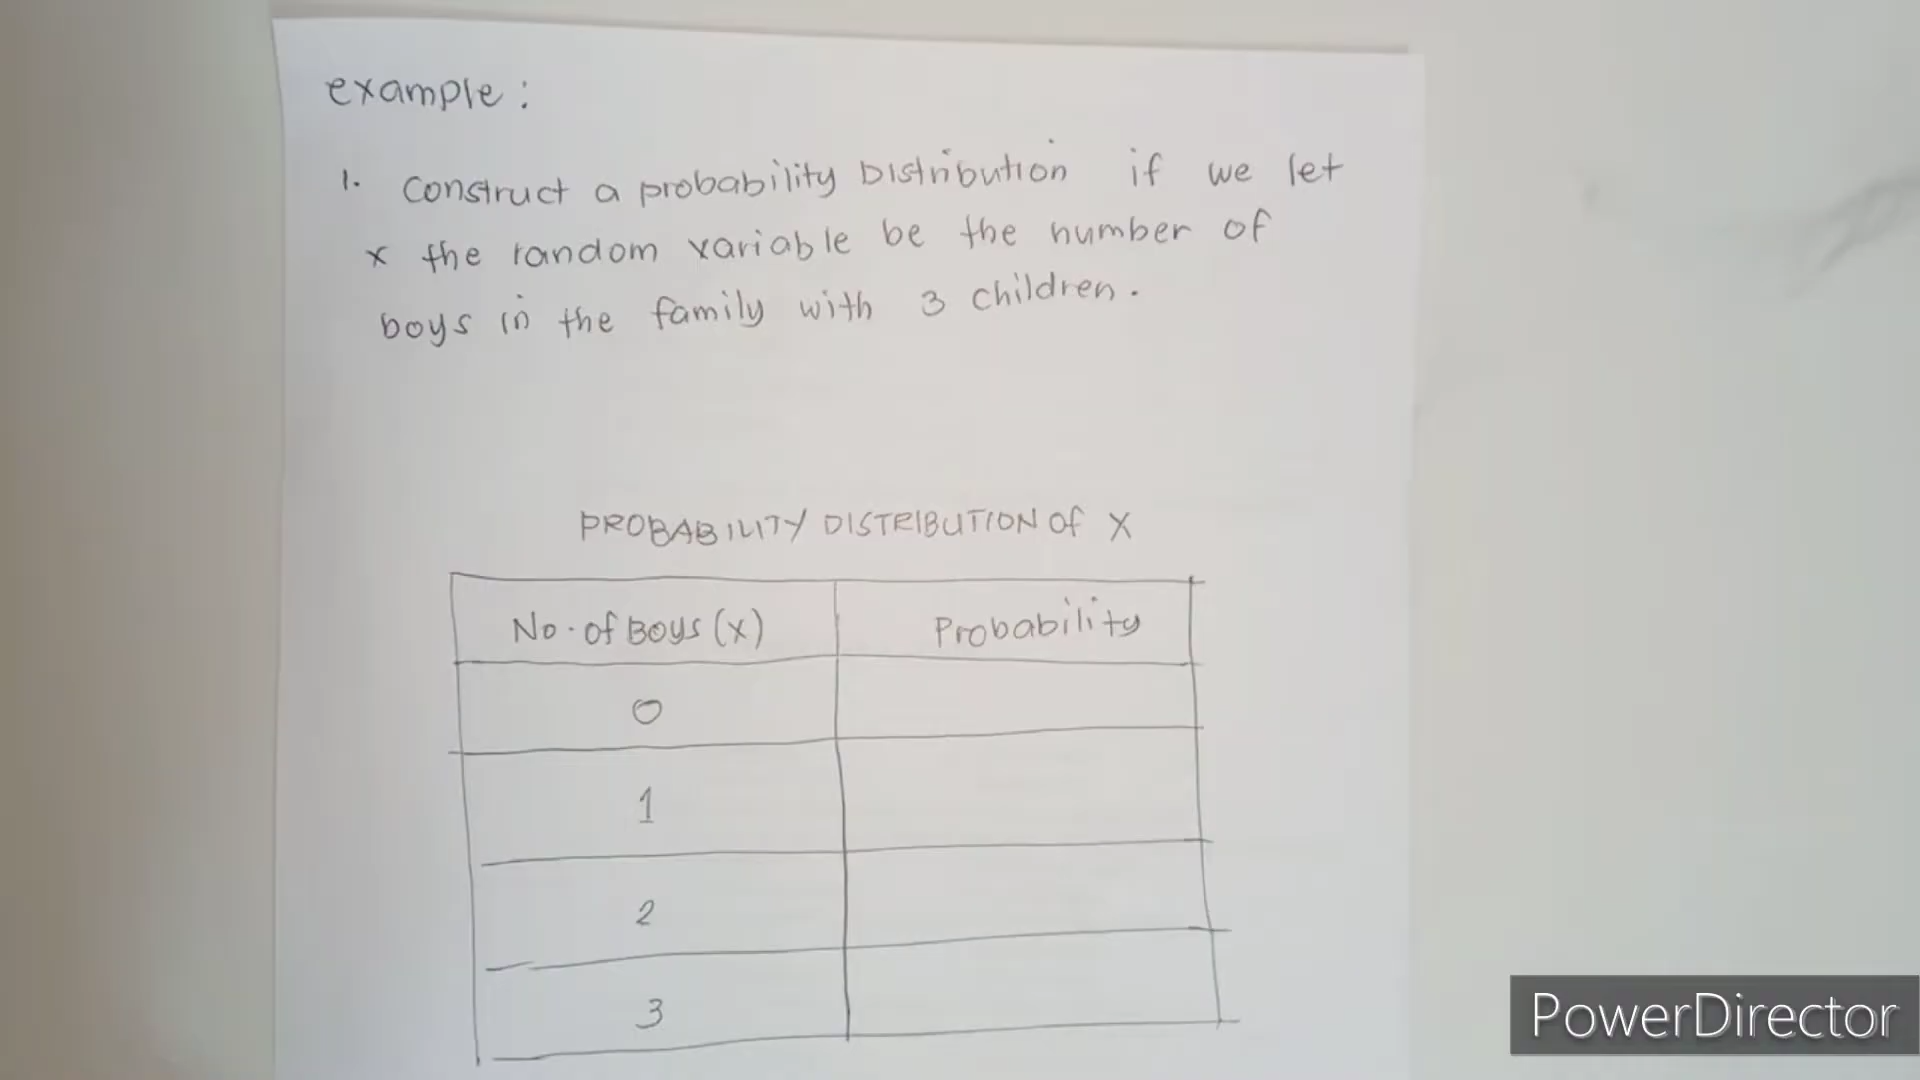 example:
1. Construct a probability Distribution if we let
x the random variable be the number of
boys in the family with 3 children.
PROBABILITY DISTRIBUTION of X
No. of Boys (x) Probability
0
1
2
3
PowerDirector